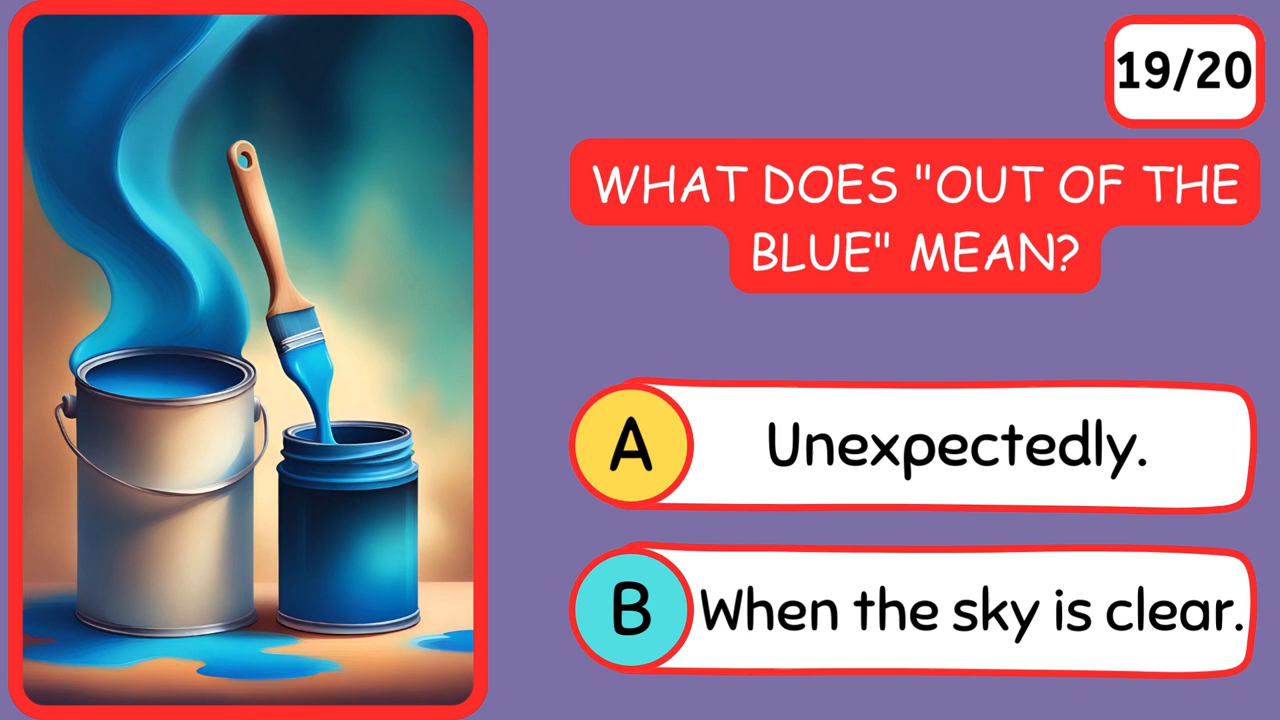 19/20
WHAT DOES "OUT OF THE
BLUE" MEAN?
A
Unexpectedly.
B
When the sky is clear.